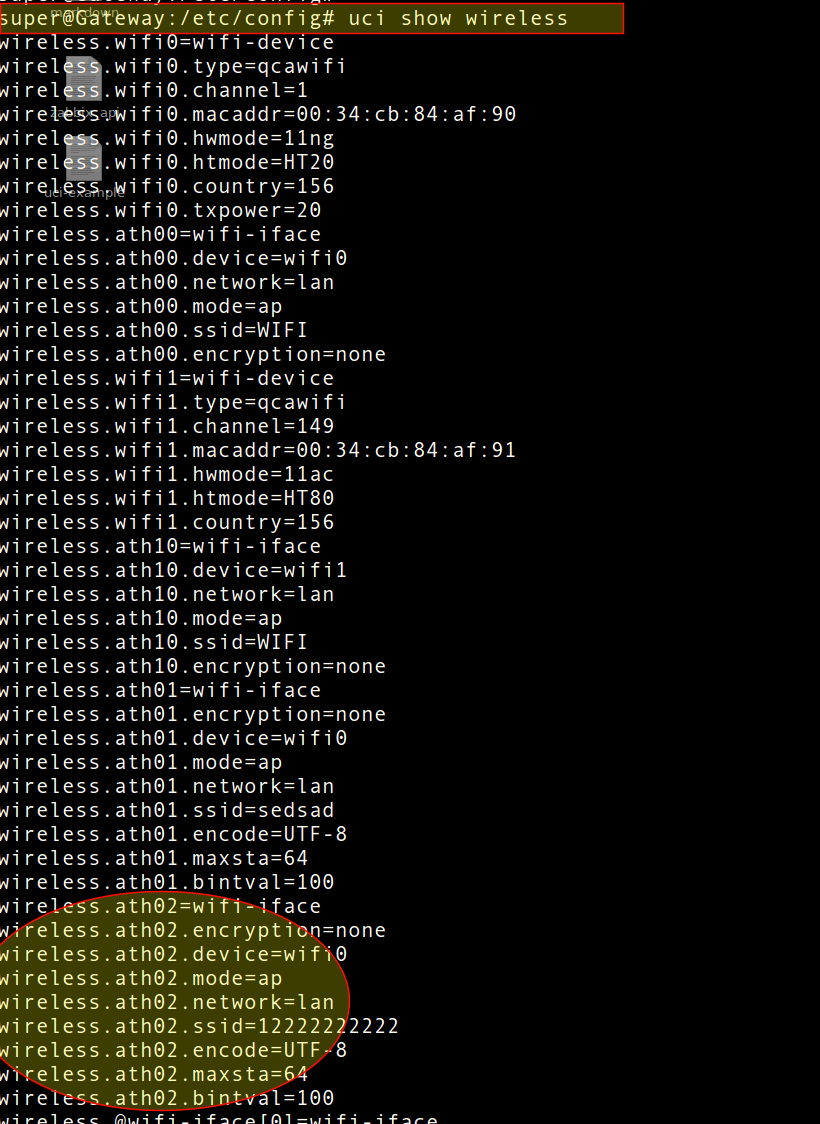 super@Gateway:/etc/config#
markdown
super@Gateway:/etc/config# uci show wireless
wireless.wifi0=wifi-device
wireless.wifi0.type=qcawifi
wireless.wifi0.channel=1
zabbix_api
wireless.wifi0.macaddr=00:34:cb:84:af:90
wireless.wifi0.hwmode=11ng
wireless.wifi0.htmode=HT20
wireless.wifi0.country=156
uci-example
wireless.wifi0.txpower=20
wireless.ath00=wifi-iface
wireless.ath00.device=wifi0
wireless.ath00.network=lan
wireless.ath00.mode=ap
wireless.ath00.ssid=WIFI
wireless.ath00.encryption=none
wireless.wifi1=wifi-device
wireless.wifi1.type=qcawifi
wireless.wifi1.channel=149
wireless.wifi1.macaddr=00:34:cb:84:af:91
wireless.wifi1.hwmode=11ac
wireless.wifi1.htmode=HT80
wireless.wifi1.country=156
wireless.ath10=wifi-iface
wireless.ath10.device=wifi1
wireless.ath10.network=lan
wireless.ath10.mode=ap
wireless.ath10.ssid=WIFI
wireless.ath10.encryption=none
wireless.ath01=wifi-iface
wireless.ath01.encryption=none
wireless.ath01.device=wifi0
wireless.ath01.mode=ap
wireless.ath01.network=lan
wireless.ath01.ssid=sedsad
wireless.ath01.encode=UTF-8
wireless.ath01.maxsta=64
wireless.ath01.bintval=100
wireless.ath02=wifi-iface
wireless.ath02.encryption=none
wireless.ath02.device=wifi0
wireless.ath02.mode=ap
wireless.ath02.network=lan
wireless.ath02.ssid=12222222222
wireless.ath02.encode=UTF-8
wireless.ath02.maxsta=64
wireless.ath02.bintval=100
wireless.@wifi-iface[0]=wifi-iface